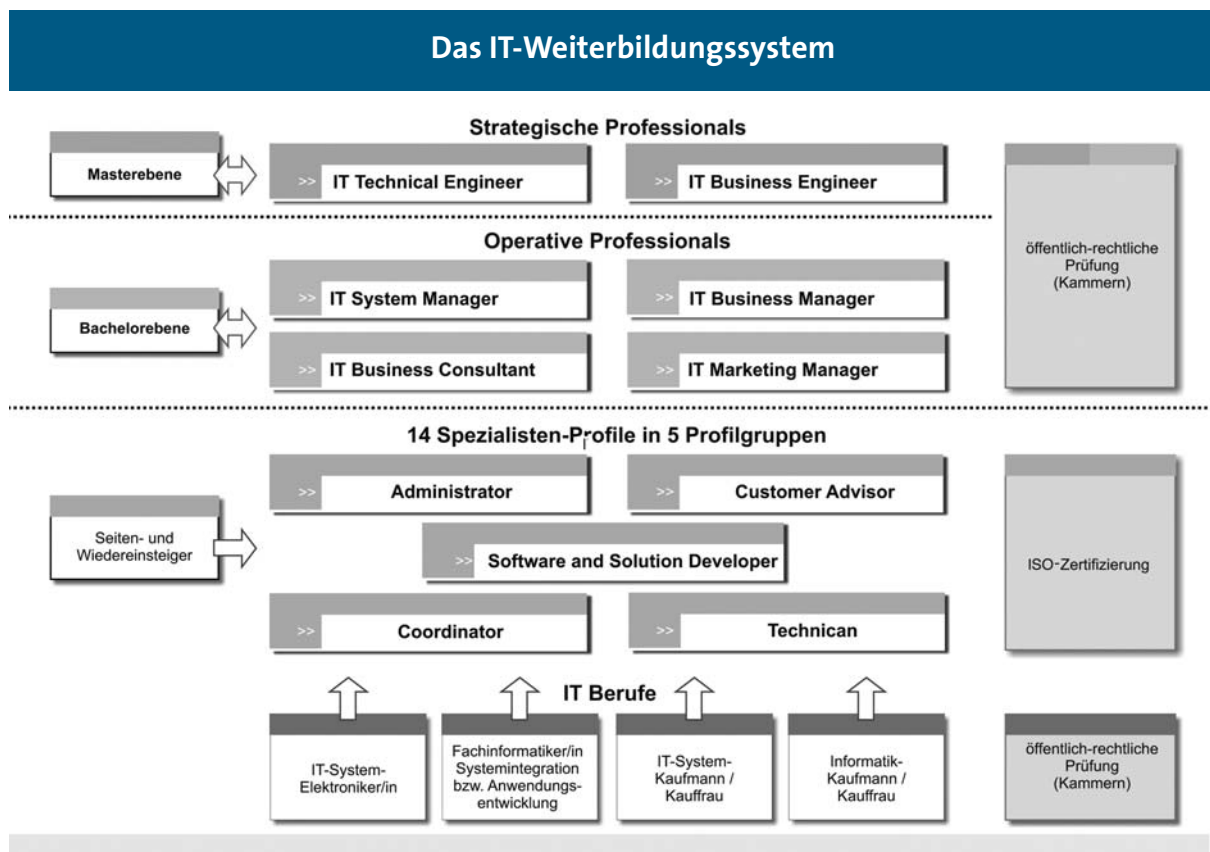 Das IT-Weiterbildungssystem
Strategische Professionals
Masterebene
>> IT Technical Engineer
>> IT Business Engineer
öffentlich-rechtliche
Prüfung
(Kammern)
Operative Professionals
Bachelorebene
>> IT System Manager
>> IT Business Manager
>> IT Business Consultant
>> IT Marketing Manager
14 Spezialisten-Profile in 5 Profilgruppen
Seiten- und
Wiedereinsteiger
>> Administrator
>> Customer Advisor
>> Software and Solution Developer
>> Coordinator
>> Technican
ISO-Zertifizierung
IT Berufe
IT-System-
Elektroniker/in
Fachinformatiker/in
Systemintegration
bzw. Anwendungs-
entwicklung
IT-System-
Kaufmann /
Kauffrau
Informatik-
Kaufmann /
Kauffrau
öffentlich-rechtliche
Prüfung
(Kammern)